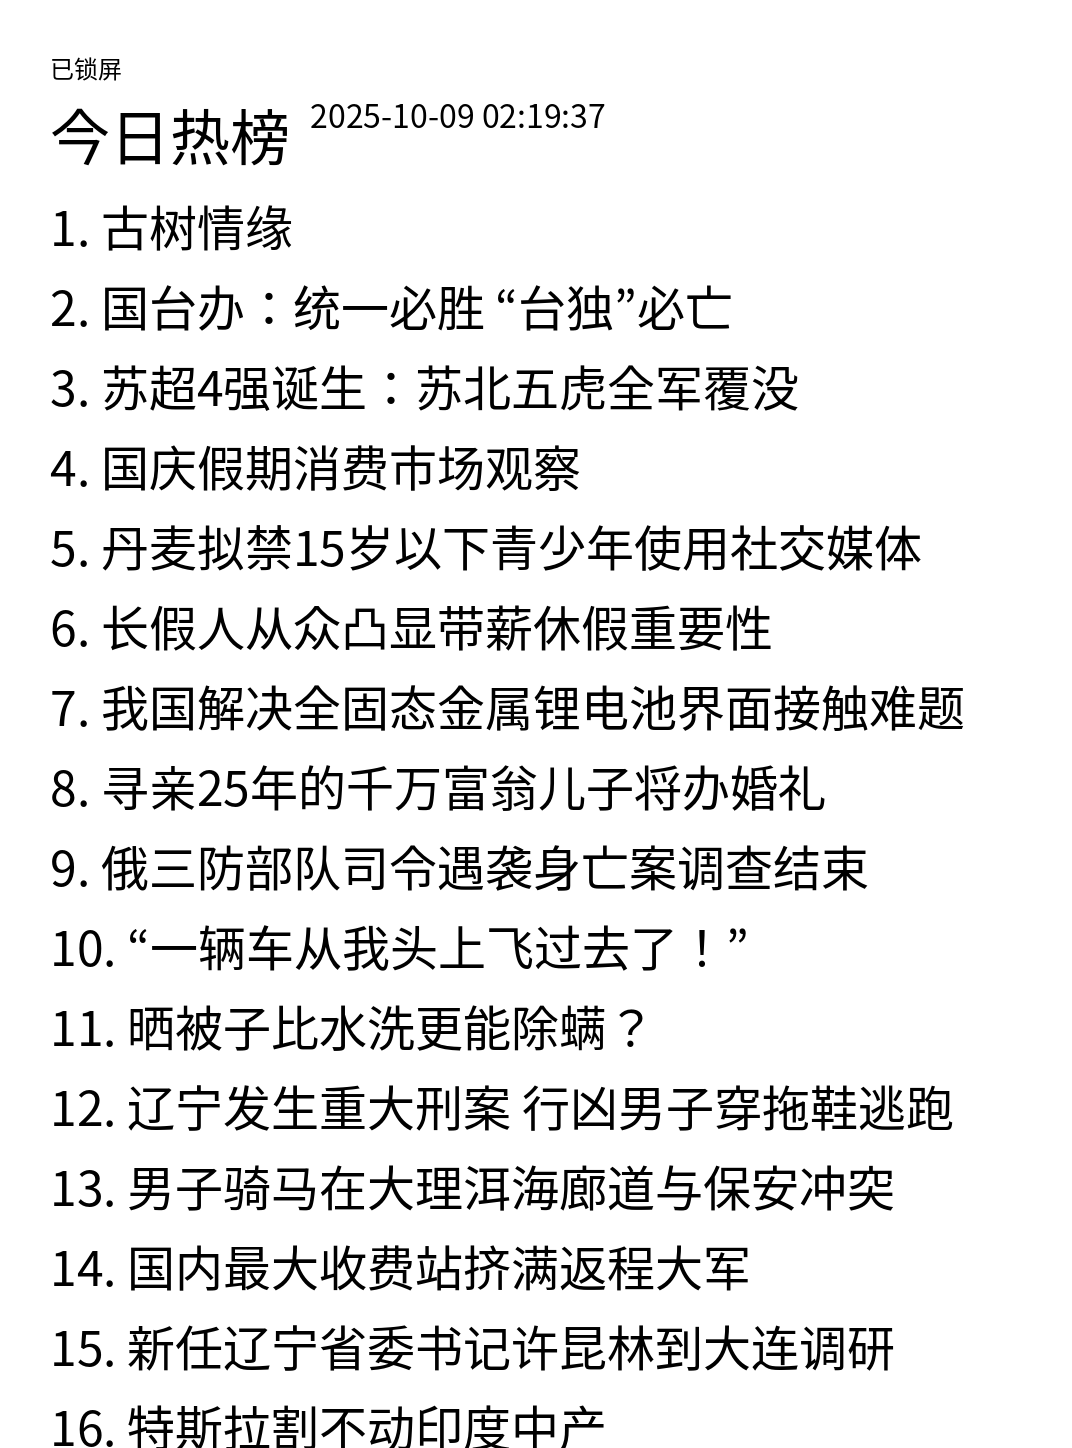 已锁屏
今日热榜 2025-10-09 02:19:37
1. 古树情缘
2. 国台办：统一必胜 “台独”必亡
3. 苏超4强诞生：苏北五虎全军覆没
4. 国庆假期消费市场观察
5. 丹麦拟禁15岁以下青少年使用社交媒体
6. 长假人从众凸显带薪休假重要性
7. 我国解决全固态金属锂电池界面接触难题
8. 寻亲25年的千万富翁儿子将办婚礼
9. 俄三防部队司令遇袭身亡案调查结束
10. “一辆车从我头上飞过去了！”
11. 晒被子比水洗更能除螨？
12. 辽宁发生重大刑案 行凶男子穿拖鞋逃跑
13. 男子骑马在大理洱海廊道与保安冲突
14. 国内最大收费站挤满返程大军
15. 新任辽宁省委书记许昆林到大连调研
16. 特斯拉割不动印度中产